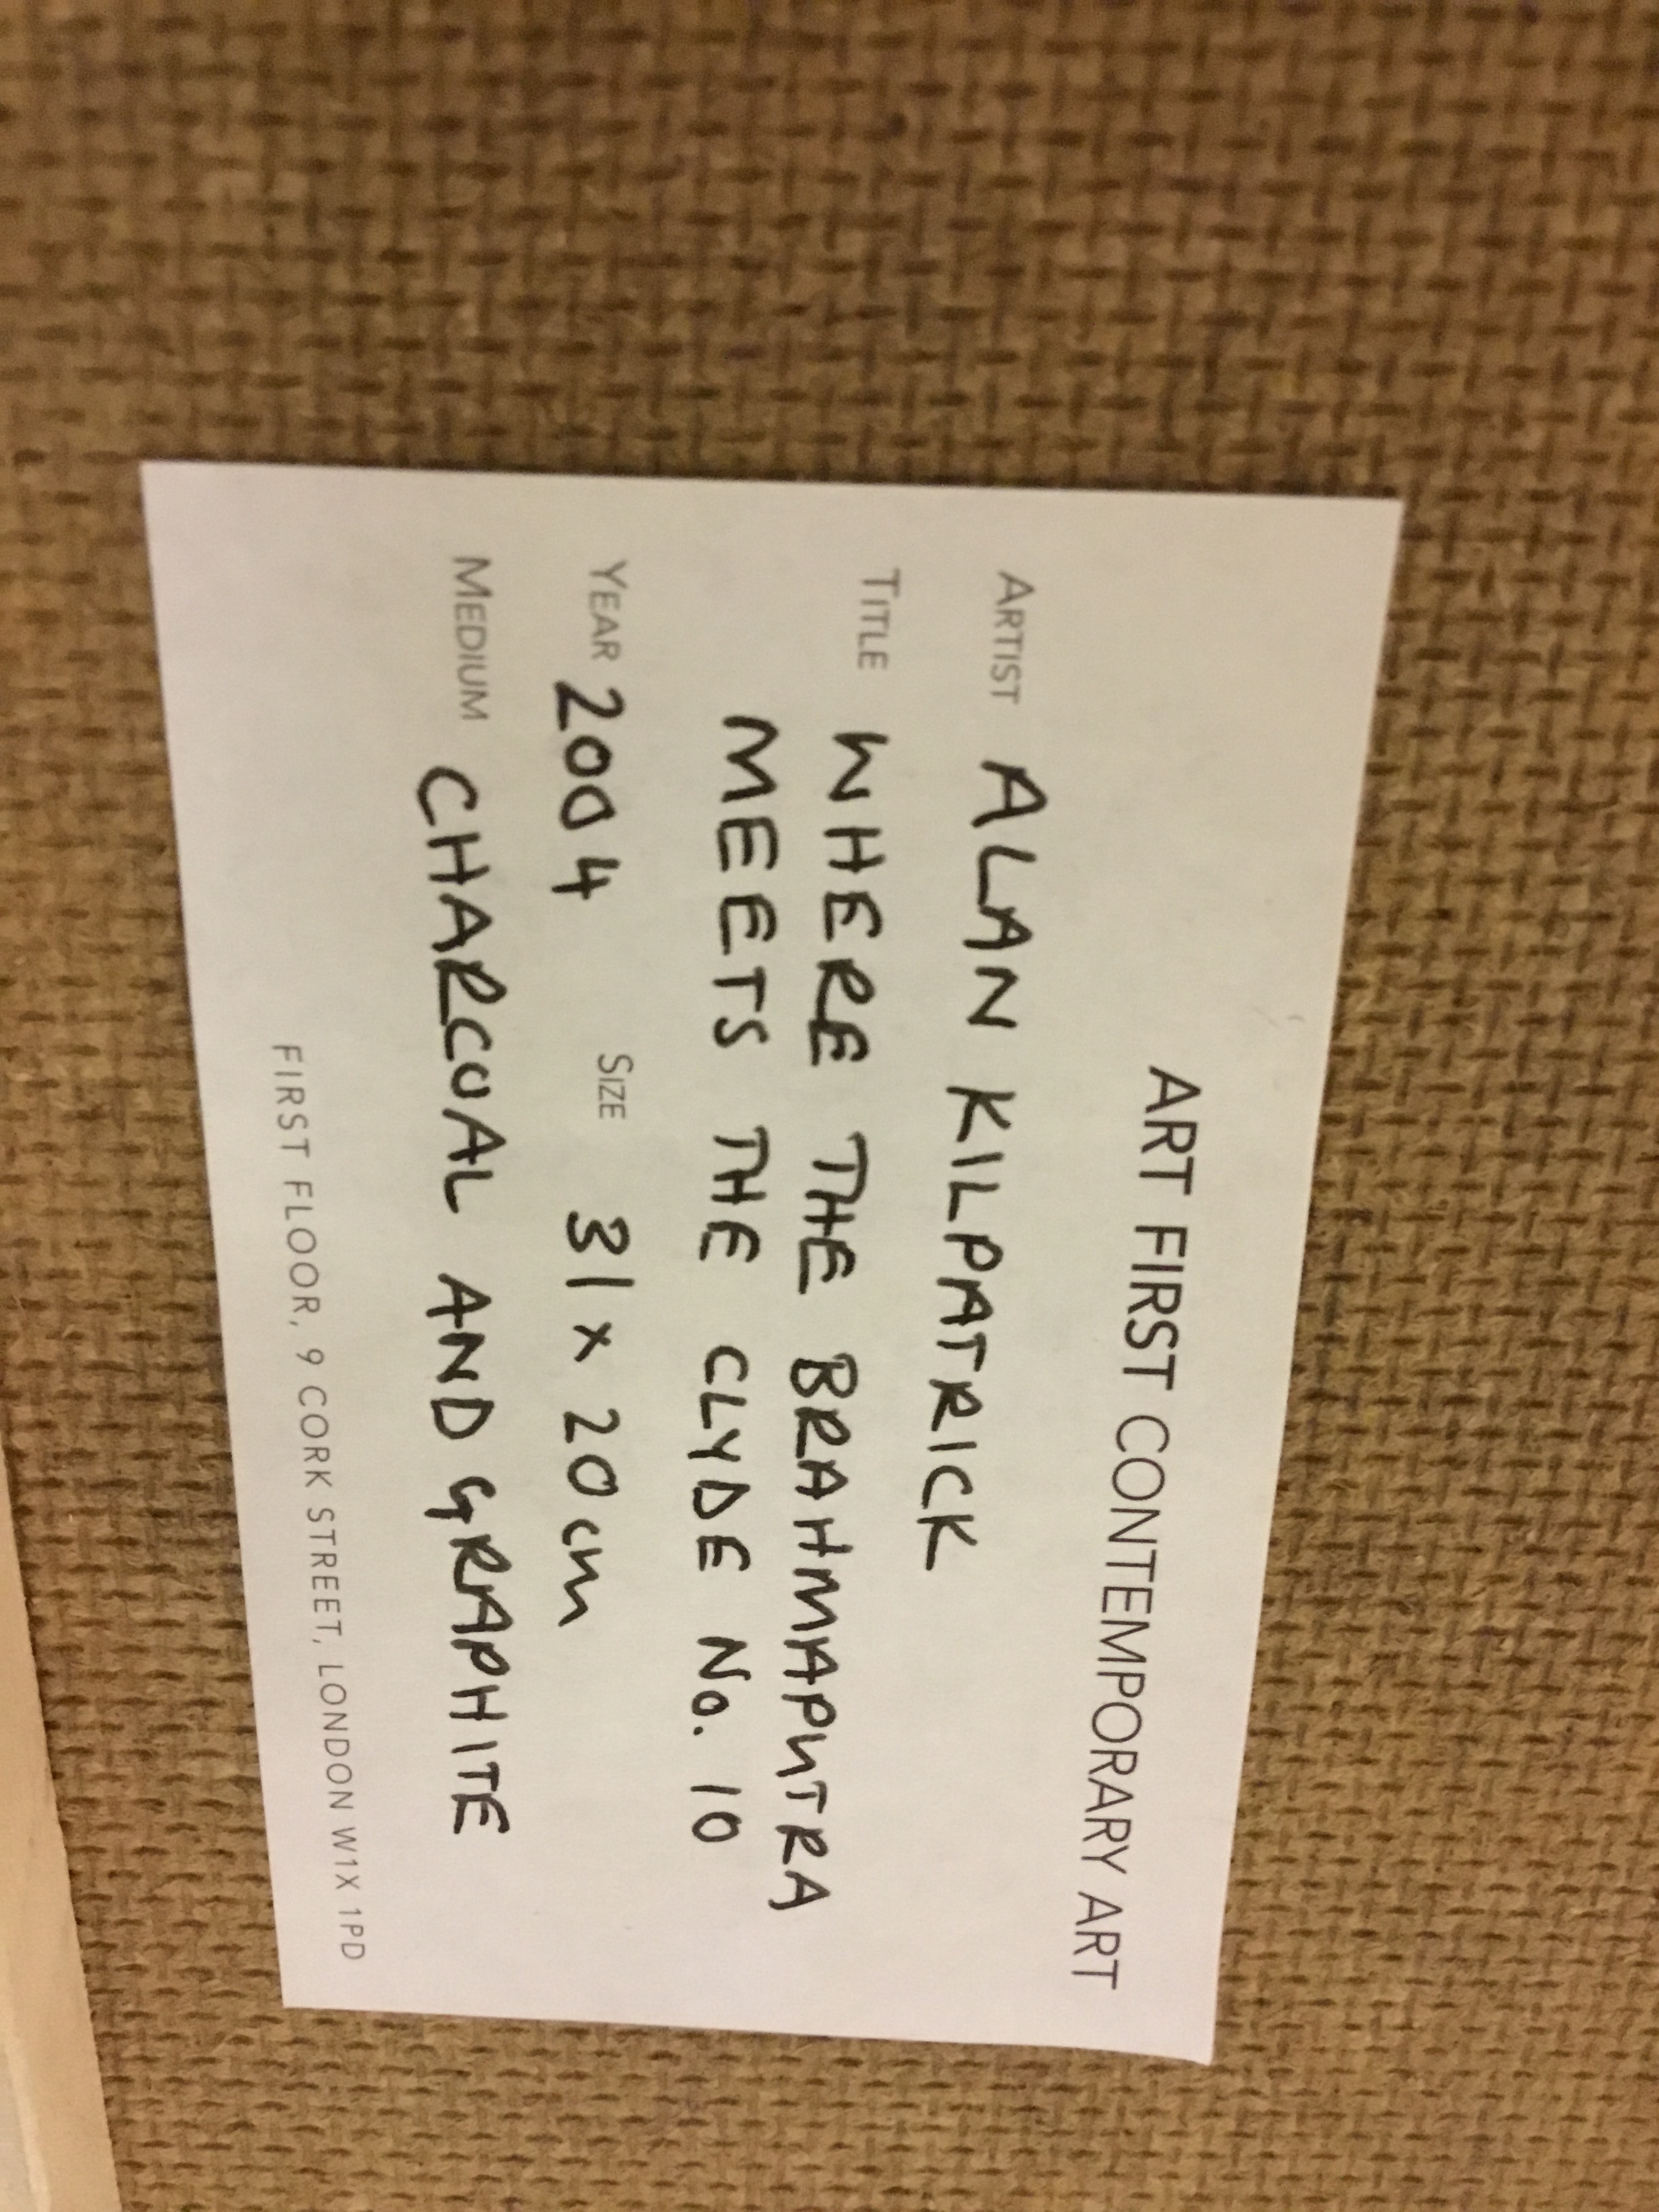 ART FIRST CONTEMPORARY ART
ARTIST ALAN KILPATRICK
TITLE WHERE THE BRAHMAPUTRA
MEETS THE CLYDE No. 10
YEAR 2004 SIZE 31 x 20 cm
MEDIUM CHARCOAL AND GRAPHITE
FIRST FLOOR, 9 CORK STREET, LONDON W1X 1PD